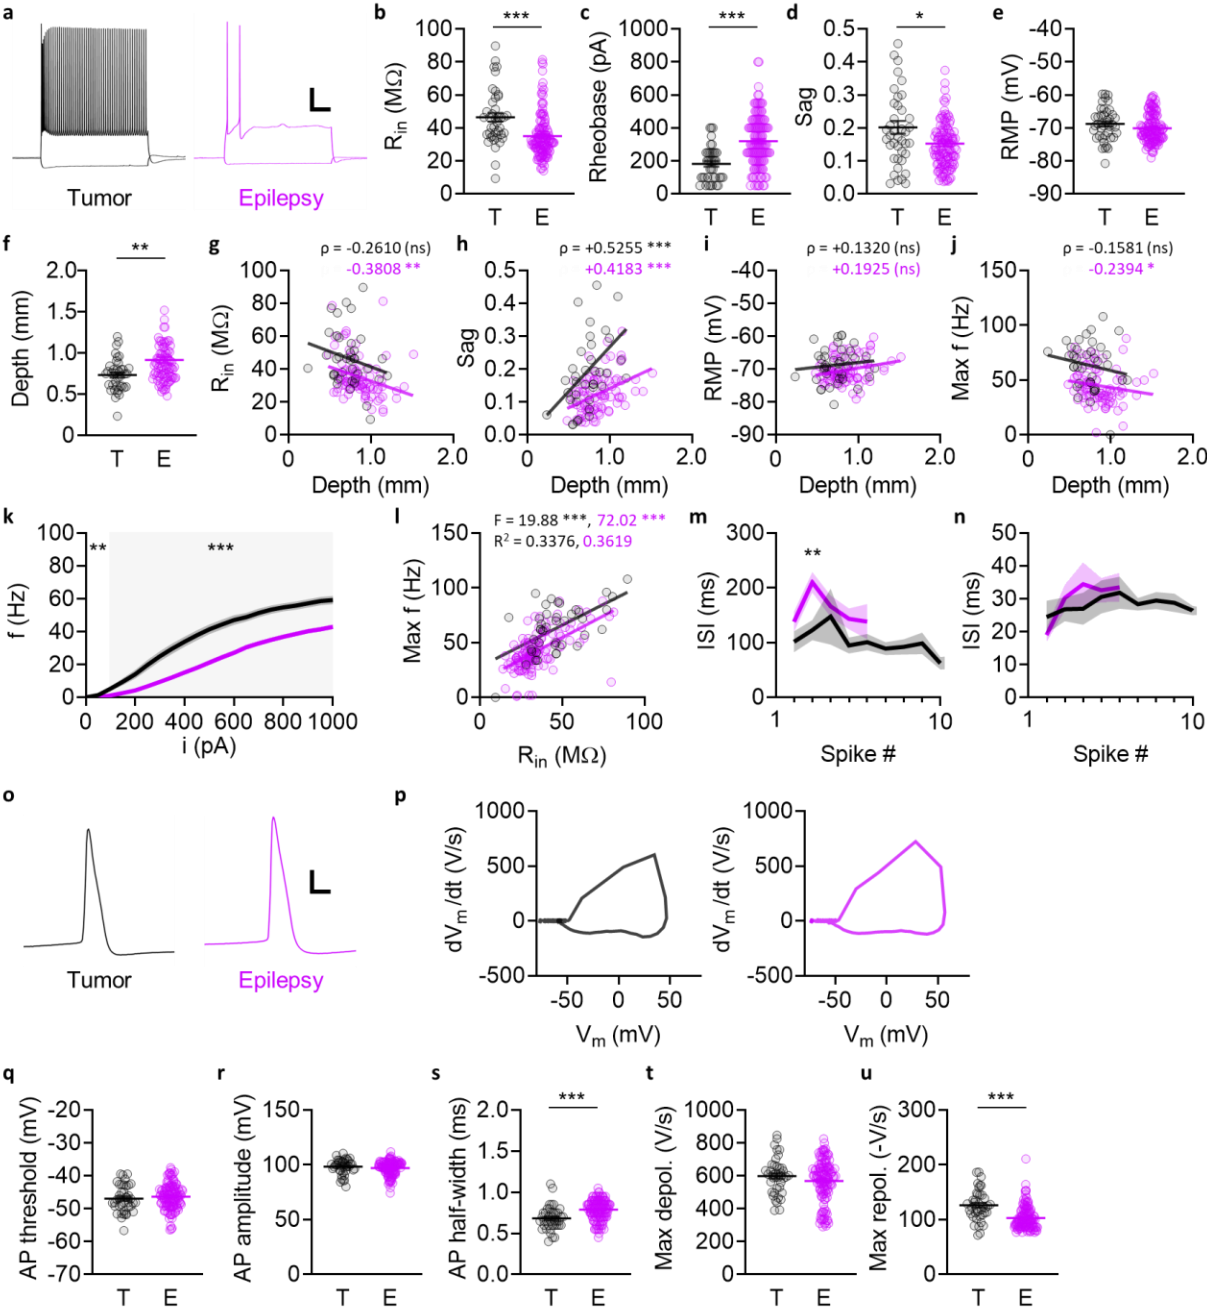 a
Tumor
Epilepsy
b
***
R_in (MΩ)
100
80
60
40
20
0
T
E
c
***
Rheobase (pA)
1000
800
600
400
200
0
T
E
d
*
Sag
0.5
0.4
0.3
0.2
0.1
0.0
T
E
e
RMP (mV)
-40
-50
-60
-70
-80
-90
T
E
f
**
Depth (mm)
2.0
1.5
1.0
0.5
0
T
E
g
ρ = -0.2610 (ns)
-0.3808 **
R_in (MΩ)
100
80
60
40
20
0
0
1.0
2.0
Depth (mm)
h
ρ = +0.5255 ***
+0.4183 ***
Sag
0.5
0.4
0.3
0.2
0.1
0.0
0
1.0
2.0
Depth (mm)
i
ρ = +0.1320 (ns)
+0.1925 (ns)
RMP (mV)
-40
-50
-60
-70
-80
-90
0
1.0
2.0
Depth (mm)
j
ρ = -0.1581 (ns)
-0.2394 *
Max f (Hz)
150
100
50
0
0
1.0
2.0
Depth (mm)
k
**
***
f (Hz)
100
80
60
40
20
0
0
200
400
600
800
1000
i (pA)
l
F = 19.88 ***, 72.02 ***
R² = 0.3376, 0.3619
Max f (Hz)
150
100
50
0
0
50
100
R_in (MΩ)
m
**
ISI (ms)
300
200
100
0
1
10
Spike #
n
ISI (ms)
50
40
30
20
10
0
1
10
Spike #
o
Tumor
Epilepsy
p
dV_m/dt (V/s)
1000
500
0
-500
-50
0
50
V_m (mV)
dV_m/dt (V/s)
1000
500
0
-500
-50
0
50
V_m (mV)
q
AP threshold (mV)
-20
-30
-40
-50
-60
-70
T
E
r
AP amplitude (mV)
150
100
50
0
T
E
s
***
AP half-width (ms)
2.0
1.5
1.0
0.5
0.0
T
E
t
Max depol. (V/s)
1000
800
600
400
200
0
T
E
u
***
Max repol. (-V/s)
300
200
100
0
T
E